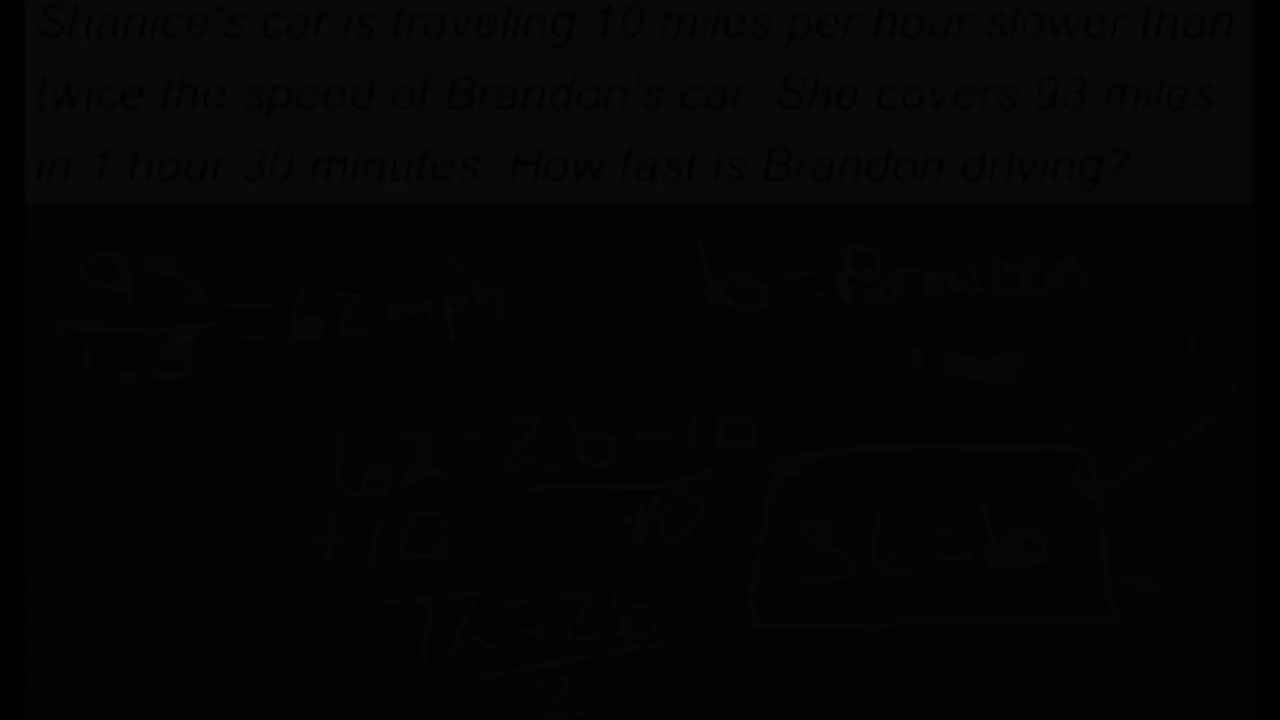 Shanice's car is traveling 10 miles per hour slower than
twice the speed of Brandon's car. She covers 93 miles
in 1 hour 30 minutes. How fast is Brandon driving?
93
1.5
= 62 mph
b = Brandon
62 = 2b - 10
+10 +10
72 = 2b
2
36 = b